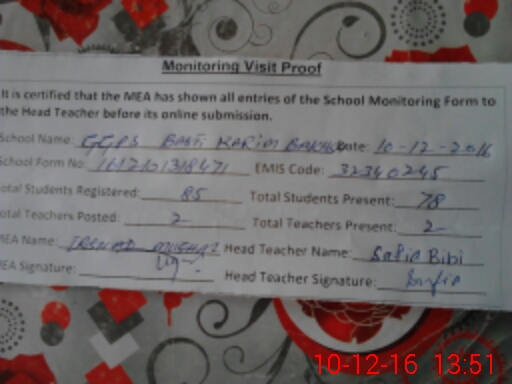 Monitoring Visit Proof
It is certified that the MEA has shown all entries of the School Monitoring Form to
the Head Teacher before its online submission.
School Name: GGPS BASTI KARIM BAKHSH Date: 10-12-2016
School Form No: EMIS Code: 32340245
Total Students Registered: 85 Total Students Present: 78
Total Teachers Posted: 2 Total Teachers Present: 2
MEA Name: Head Teacher Name: Safia Bibi
MEA Signature: Head Teacher Signature: Safia
10-12-16 13:51